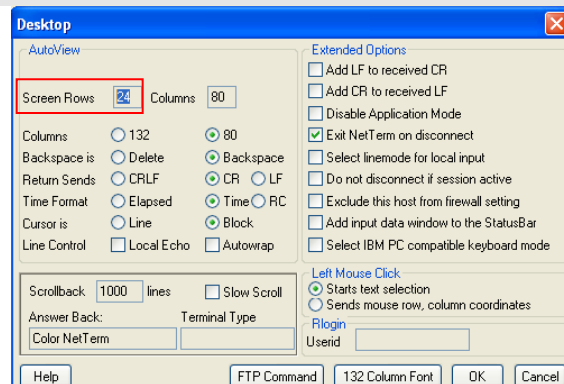 Desktop
AutoView
Screen Rows 24 Columns 80
Columns 132 80
Backspace is Delete Backspace
Return Sends CRLF CR LF
Time Format Elapsed Time RC
Cursor is Line Block
Line Control Local Echo Autowrap
Scrollback 1000 lines Slow Scroll
Answer Back: Terminal Type
Color NetTerm
Extended Options
Add LF to received CR
Add CR to received LF
Disable Application Mode
Exit NetTerm on disconnect
Select linemode for local input
Do not disconnect if session active
Exclude this host from firewall setting
Add input data window to the StatusBar
Select IBM PC compatible keyboard mode
Left Mouse Click
Starts text selection
Sends mouse row, column coordinates
Rlogin
Userid
Help FTP Command 132 Column Font OK Cancel